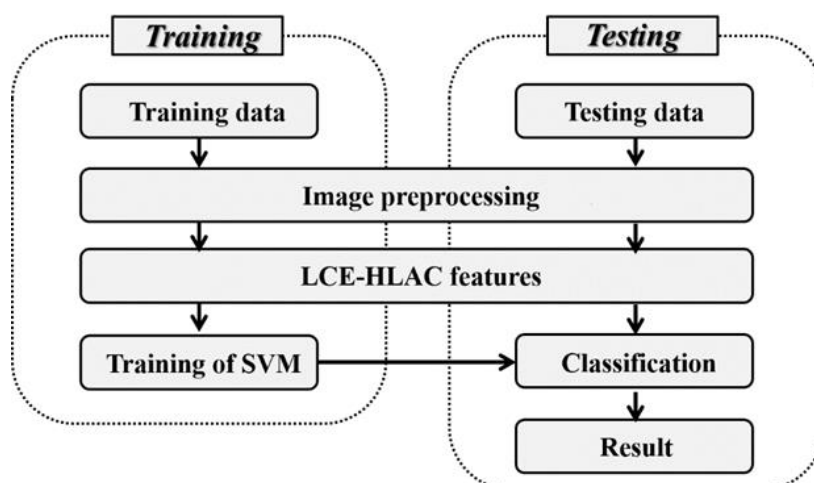 Training
Testing
Training data
Testing data
Image preprocessing
LCE-HLAC features
Training of SVM
Classification
Result